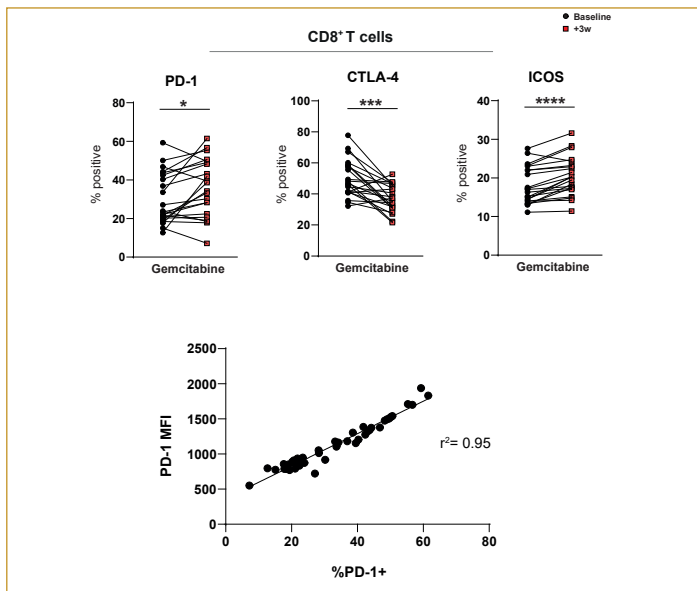 Baseline
+3w
CD8⁺ T cells
PD-1
CTLA-4
ICOS
*
***
****
% positive
80
60
40
20
0
Gemcitabine
% positive
100
80
60
40
20
0
Gemcitabine
% positive
40
30
20
10
0
Gemcitabine
PD-1 MFI
2500
2000
1500
1000
500
0
r²= 0.95
0 20 40 60 80
%PD-1+